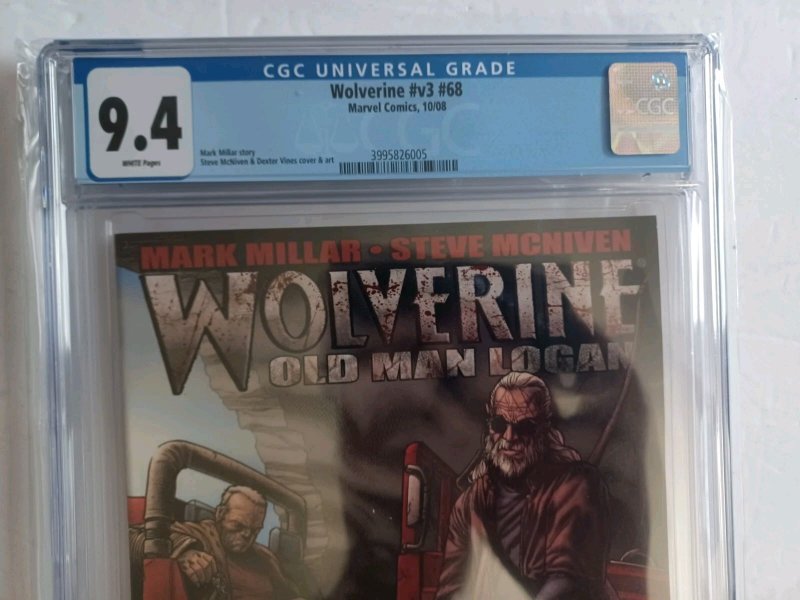 CGC UNIVERSAL GRADE
9.4
WHITE Pages
Wolverine #v3 #68
Marvel Comics, 10/08
Mark Millar story
Steve McNiven & Dexter Vines cover & art
3995826005
CGC
CGC
MARK MILLAR • STEVE MCNIVEN
WOLVERINE®
OLD MAN LOGAN